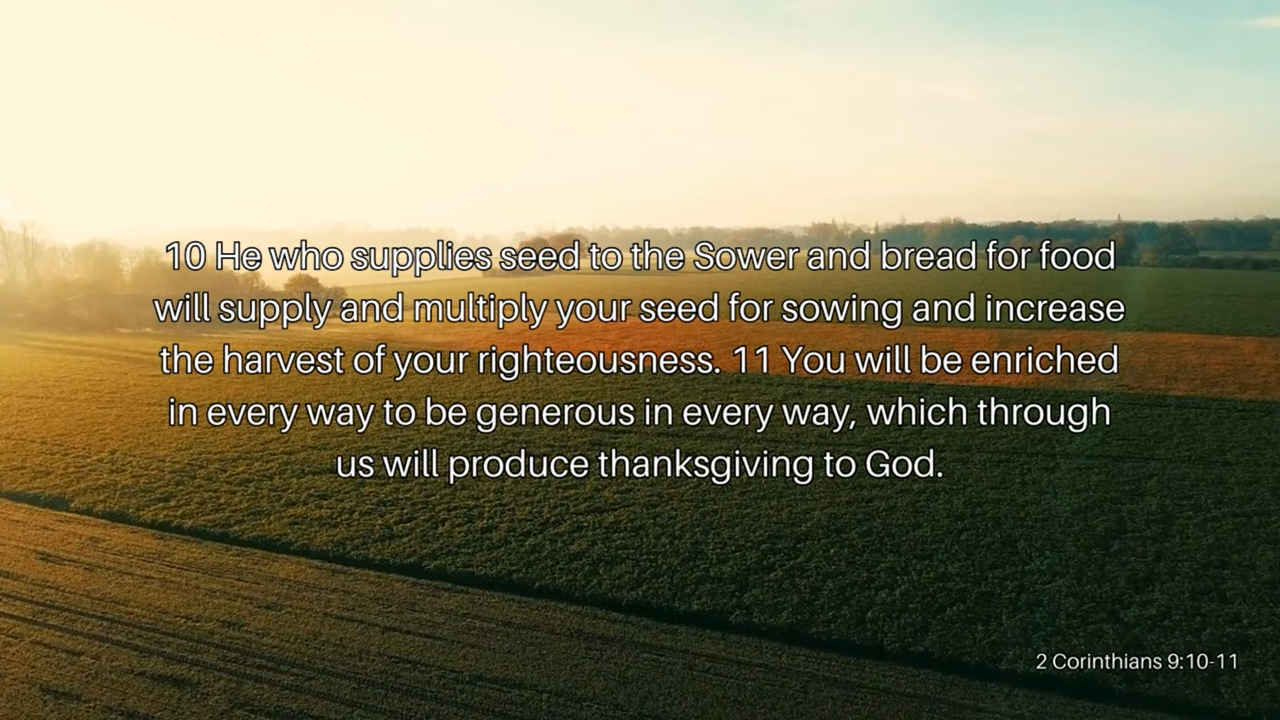 10 He who supplies seed to the Sower and bread for food
will supply and multiply your seed for sowing and increase
the harvest of your righteousness. 11 You will be enriched
in every way to be generous in every way, which through
us will produce thanksgiving to God.
2 Corinthians 9:10-11